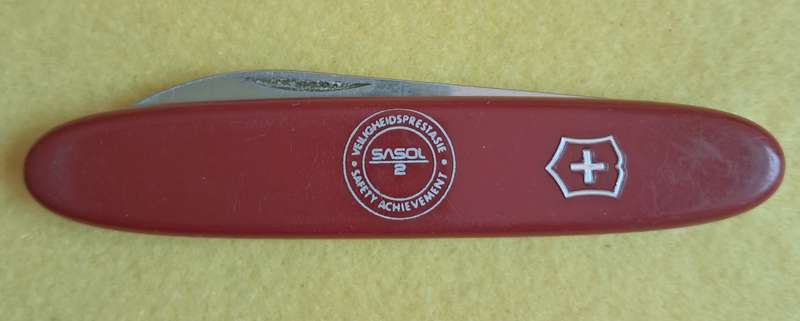 VEILIGHEIDSPRESTASIE
SASOL
2
SAFETY ACHIEVEMENT